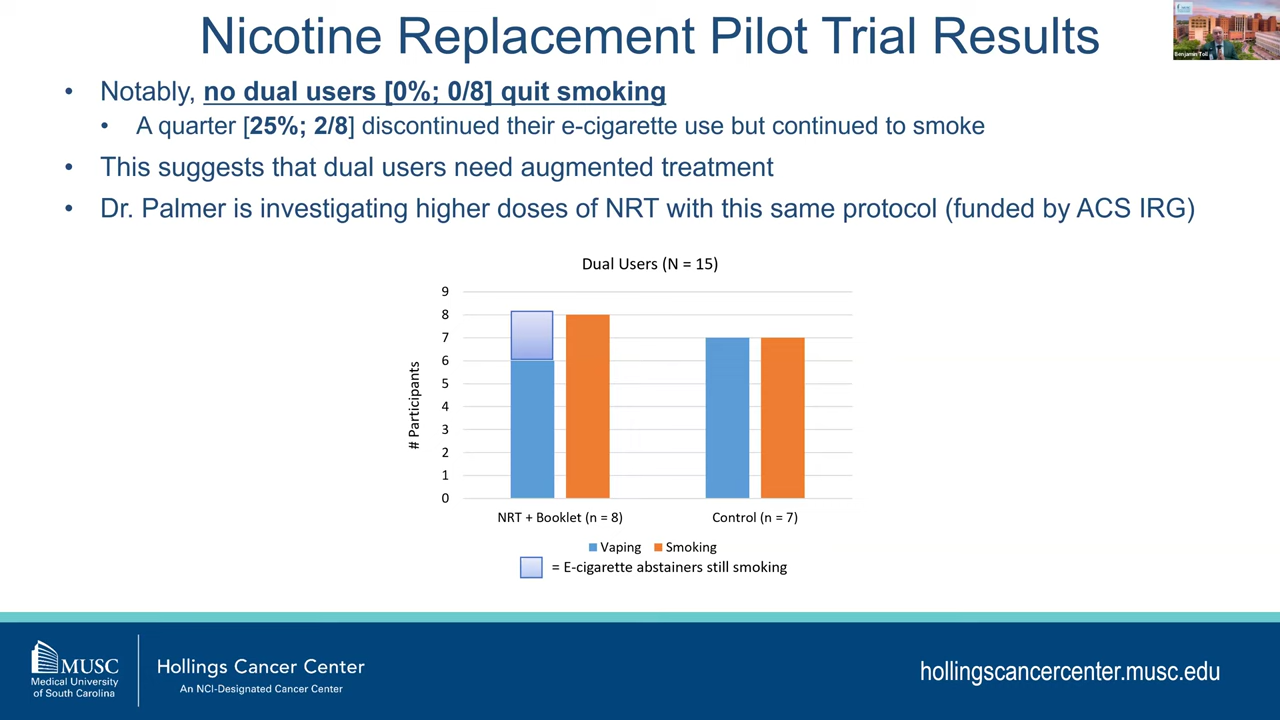 Nicotine Replacement Pilot Trial Results
Benjamin Toll
• Notably, no dual users [0%; 0/8] quit smoking
• A quarter [25%; 2/8] discontinued their e-cigarette use but continued to smoke
• This suggests that dual users need augmented treatment
• Dr. Palmer is investigating higher doses of NRT with this same protocol (funded by ACS IRG)
Dual Users (N = 15)
# Participants
9
8
7
6
5
4
3
2
1
0
NRT + Booklet (n = 8) Control (n = 7)
Vaping Smoking
= E-cigarette abstainers still smoking
MUSC
Medical University
of South Carolina
Hollings Cancer Center
An NCI-Designated Cancer Center
hollingscancercenter.musc.edu